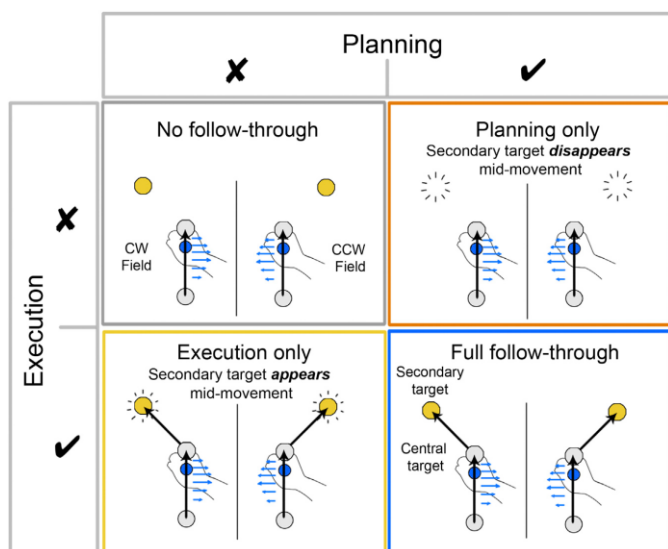 Planning
✘ ✔
Execution
✘
✔
No follow-through
CW
Field
CCW
Field
Planning only
Secondary target disappears
mid-movement
Execution only
Secondary target appears
mid-movement
Full follow-through
Secondary
target
Central
target